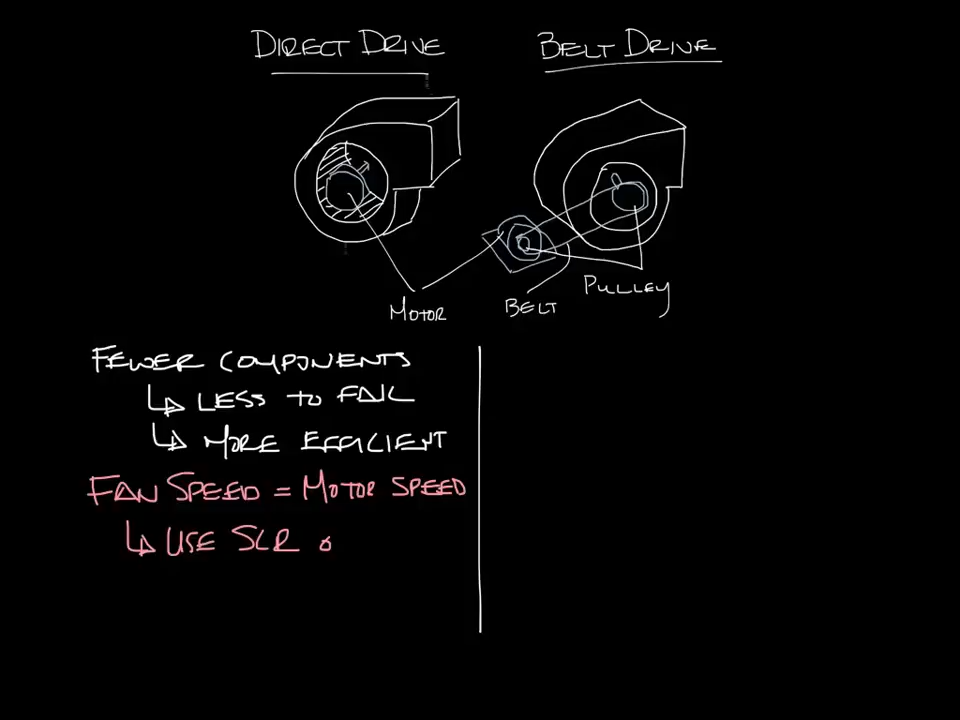 DIRECT DRIVE
BELT DRIVE
MOTOR
BELT
PULLEY
FEWER COMPONENTS
↳ LESS TO FAIL
↳ MORE EFFICIENT
FAN SPEED = MOTOR SPEED
↳ USE SCR o